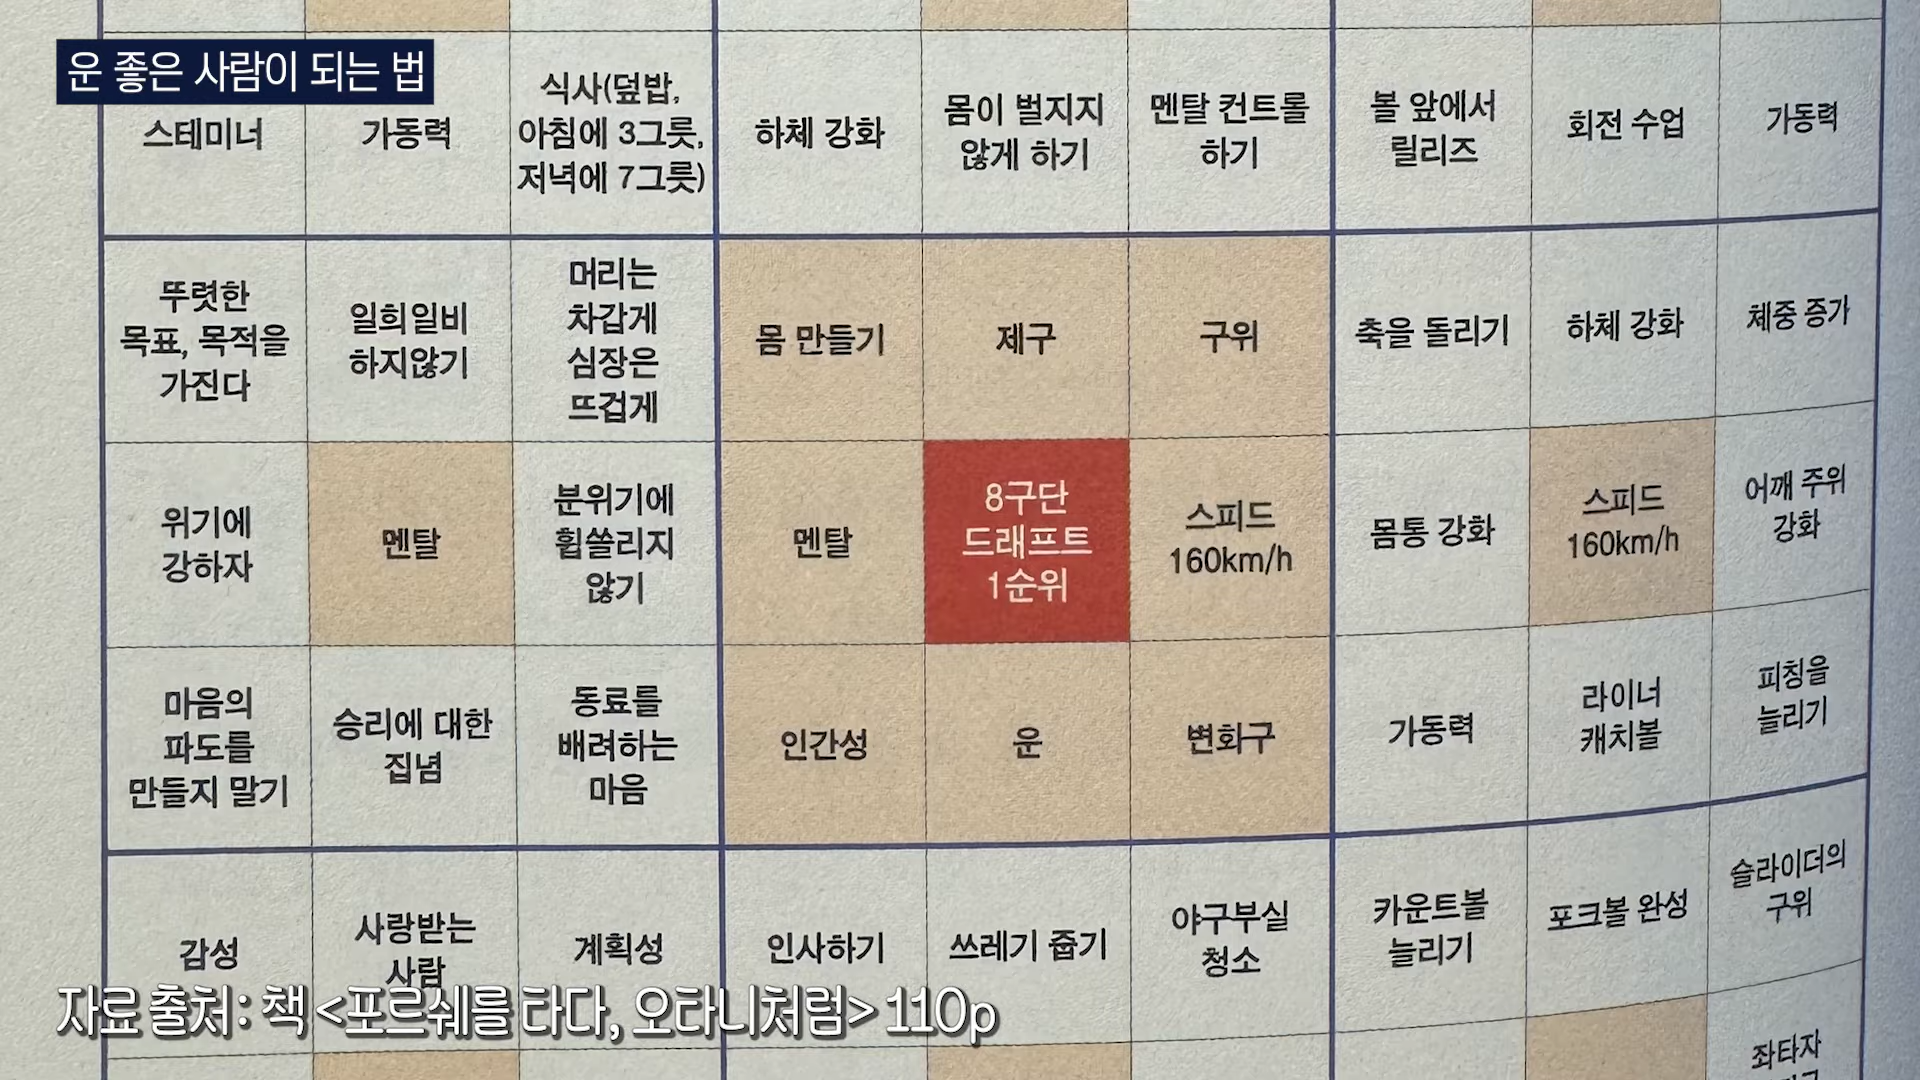 운 좋은 사람이 되는 법
스테미너
가동력
식사(덮밥,
아침에 3그릇,
저녁에 7그릇)
하체 강화
몸이 벌지지
않게 하기
멘탈 컨트롤
하기
볼 앞에서
릴리즈
회전 수업
가동력
뚜렷한
목표, 목적을
가진다
일희일비
하지않기
머리는
차갑게
심장은
뜨겁게
몸 만들기
제구
구위
축을 돌리기
하체 강화
체중 증가
위기에
강하자
멘탈
분위기에
휩쓸리지
않기
멘탈
8구단
드래프트
1순위
스피드
160km/h
몸통 강화
스피드
160km/h
어깨 주위
강화
마음의
파도를
만들지 말기
승리에 대한
집념
동료를
배려하는
마음
인간성
운
변화구
가동력
라이너
캐치볼
피칭을
늘리기
감성
사랑받는
사람
계획성
인사하기
쓰레기 줍기
야구부실
청소
카운트볼
늘리기
포크볼 완성
슬라이더의
구위
자료 출처 : 책 <포르쉐를 타다, 오타니처럼> 110p
좌타자